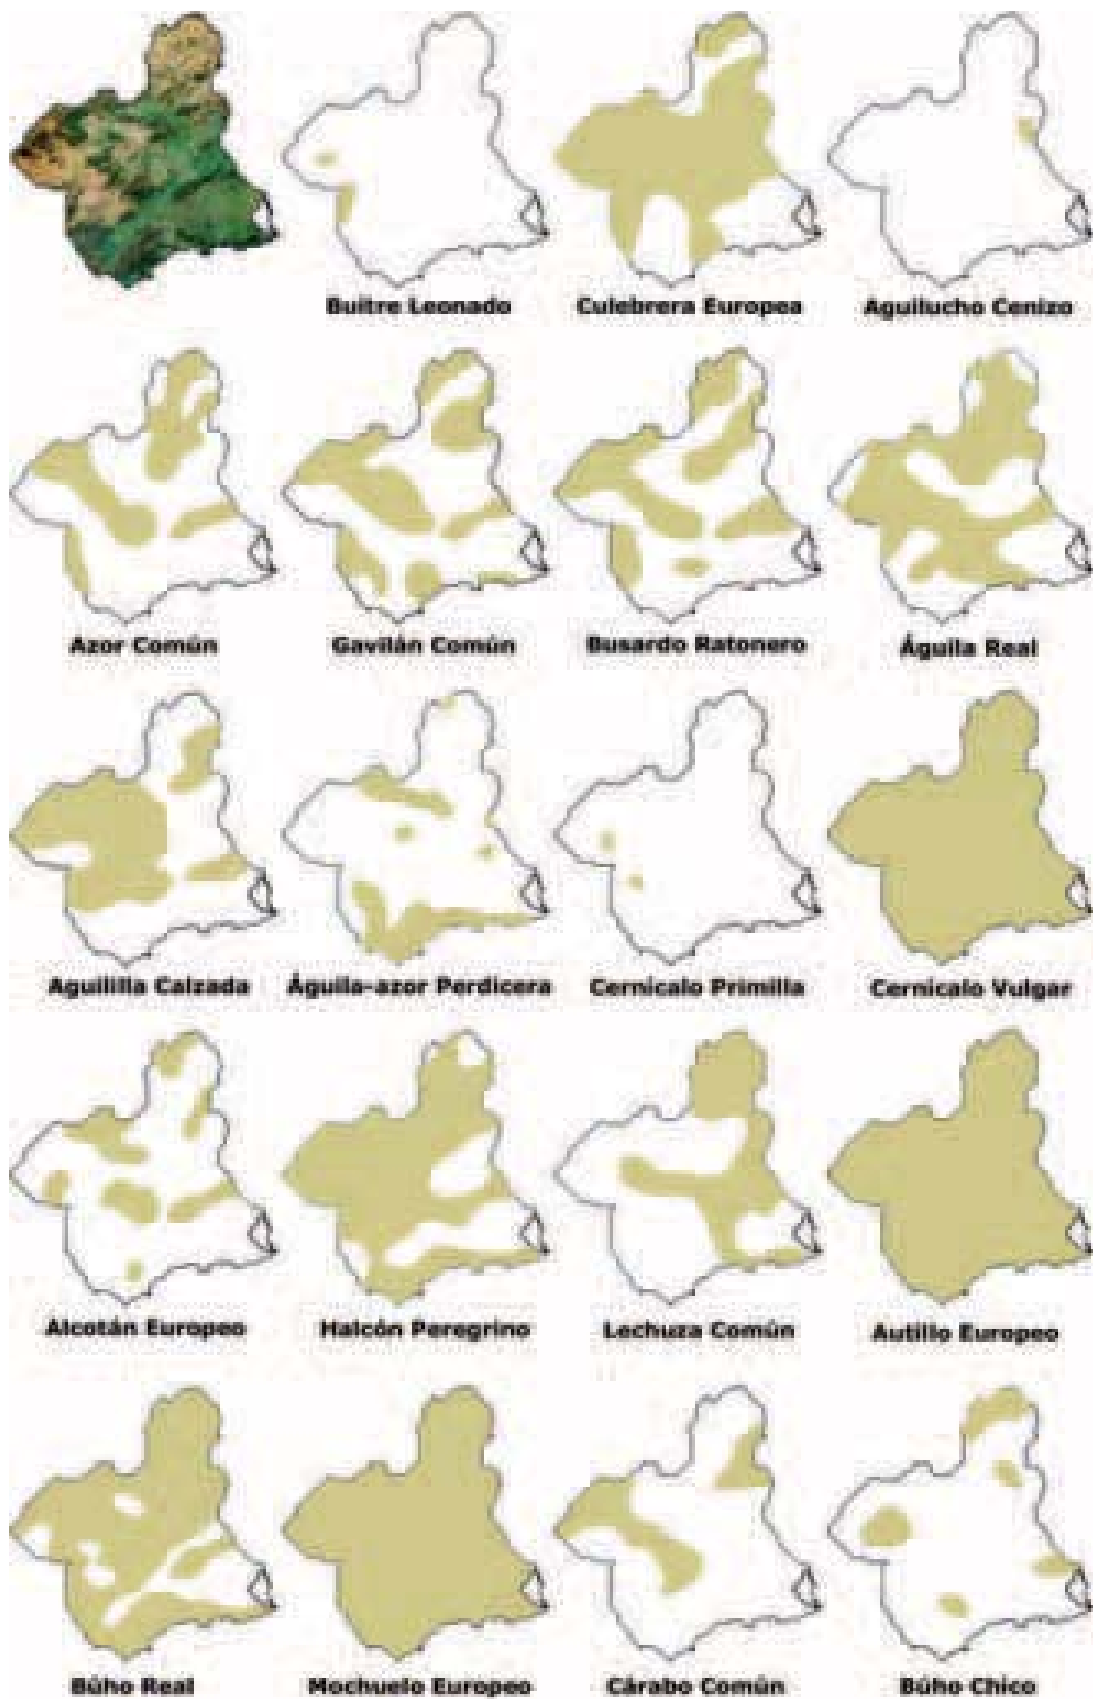 Buitre Leonado
Culebrera Europea
Aguilucho Cenizo
Azor Común
Gavilán Común
Busardo Ratonero
Águila Real
Aguililla Calzada
Águila-azor Perdicera
Cernícalo Primilla
Cernícalo Vulgar
Alcotán Europeo
Halcón Peregrino
Lechuza Común
Autillo Europeo
Búho Real
Mochuelo Europeo
Cárabo Común
Búho Chico